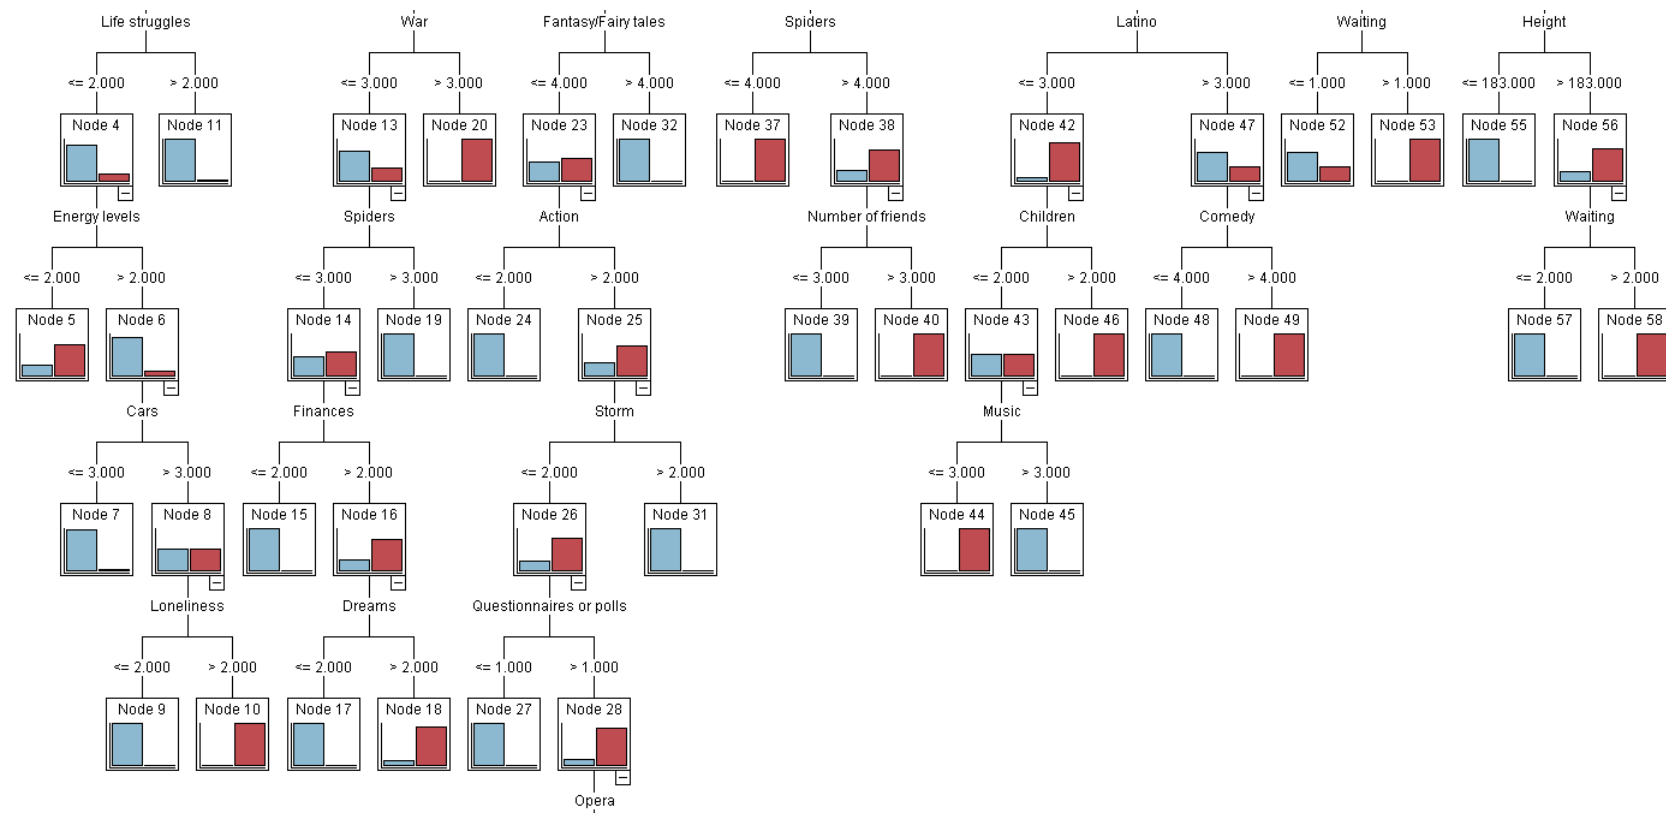 Life struggles War Fantasy/Fairy tales Spiders Latino Waiting Height
<= 2.000 > 2.000 <= 3.000 > 3.000 <= 4.000 > 4.000 <= 4.000 > 4.000 <= 3.000 > 3.000 <= 1.000 > 1.000 <= 183.000 > 183.000
Node 4 Node 11 Node 13 Node 20 Node 23 Node 32 Node 37 Node 38 Node 42 Node 47 Node 52 Node 53 Node 55 Node 56
Energy levels Spiders Action Number of friends Children Comedy Waiting
<= 2.000 > 2.000 <= 3.000 > 3.000 <= 2.000 > 2.000 <= 3.000 > 3.000 <= 2.000 > 2.000 <= 4.000 > 4.000 <= 2.000 > 2.000
Node 5 Node 6 Node 14 Node 19 Node 24 Node 25 Node 39 Node 40 Node 43 Node 46 Node 48 Node 49 Node 57 Node 58
Cars Finances Storm Music
<= 3.000 > 3.000 <= 2.000 > 2.000 <= 2.000 > 2.000 <= 3.000 > 3.000
Node 7 Node 8 Node 15 Node 16 Node 26 Node 31 Node 44 Node 45
Loneliness Dreams Questionnaires or polls
<= 2.000 > 2.000 <= 2.000 > 2.000 <= 1.000 > 1.000
Node 9 Node 10 Node 17 Node 18 Node 27 Node 28
Opera